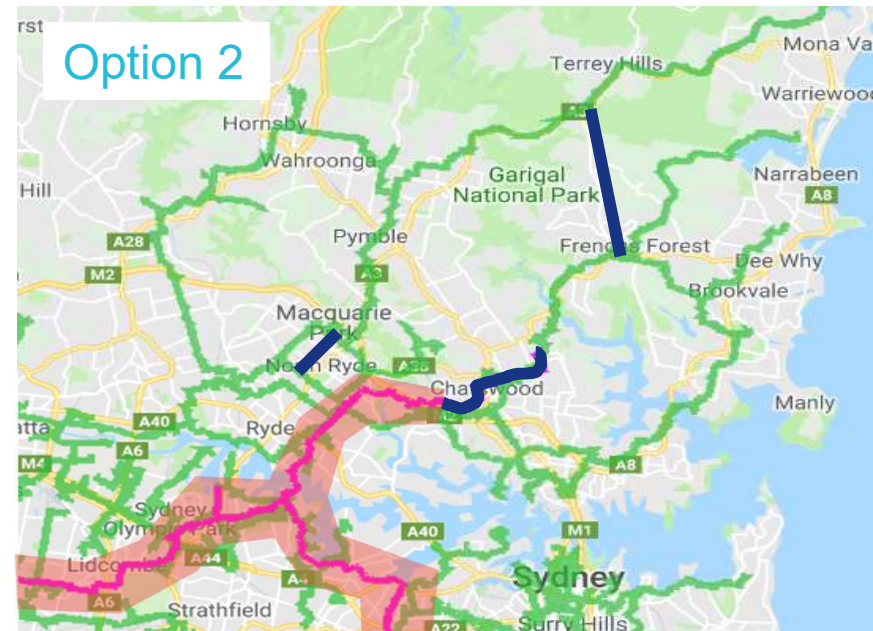 rst
Option 2
Mona Va
Terrey Hills
Warriewood
Hornsby
Wahroonga
Garigal
National Park
Narrabeen
A8
Hill
A28
Pymble
Frenchs Forest
Dee Why
M2
A3
Brookvale
Macquarie
Park
North Ryde
A38
Chatswood
Manly
atta
A40
A6
Ryde
M4
A8
Sydney
Olympic Park
A40
M1
Lidcombe
A44
A4
Sydney
A6
Strathfield
A22
Surry Hills